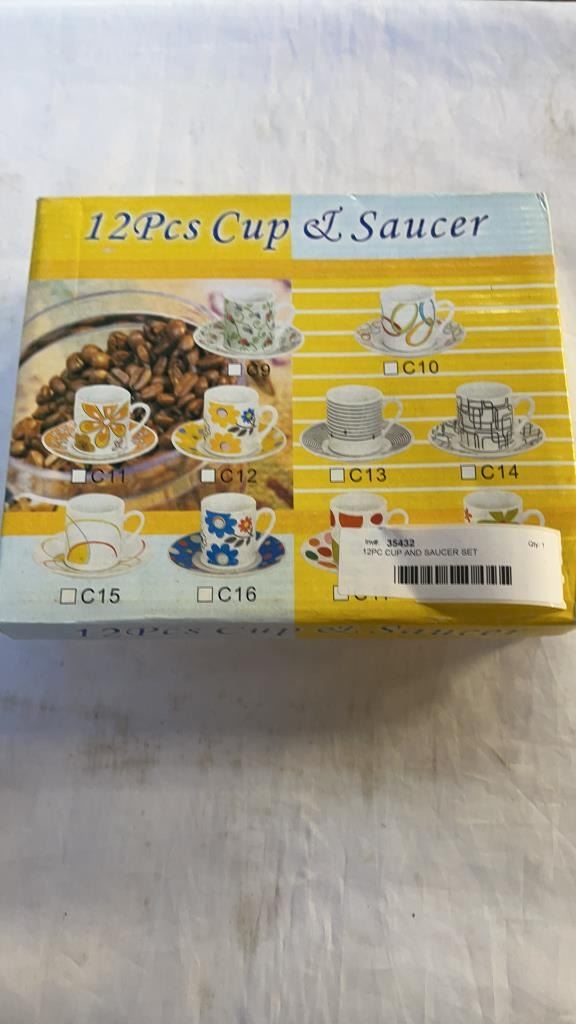 12Pcs Cup & Saucer
C9
C10
C11
C12
C13
C14
C15
C16
Inv#: 35432
Qty: 1
12PC CUP AND SAUCER SET
12Pcs Cup & Saucer